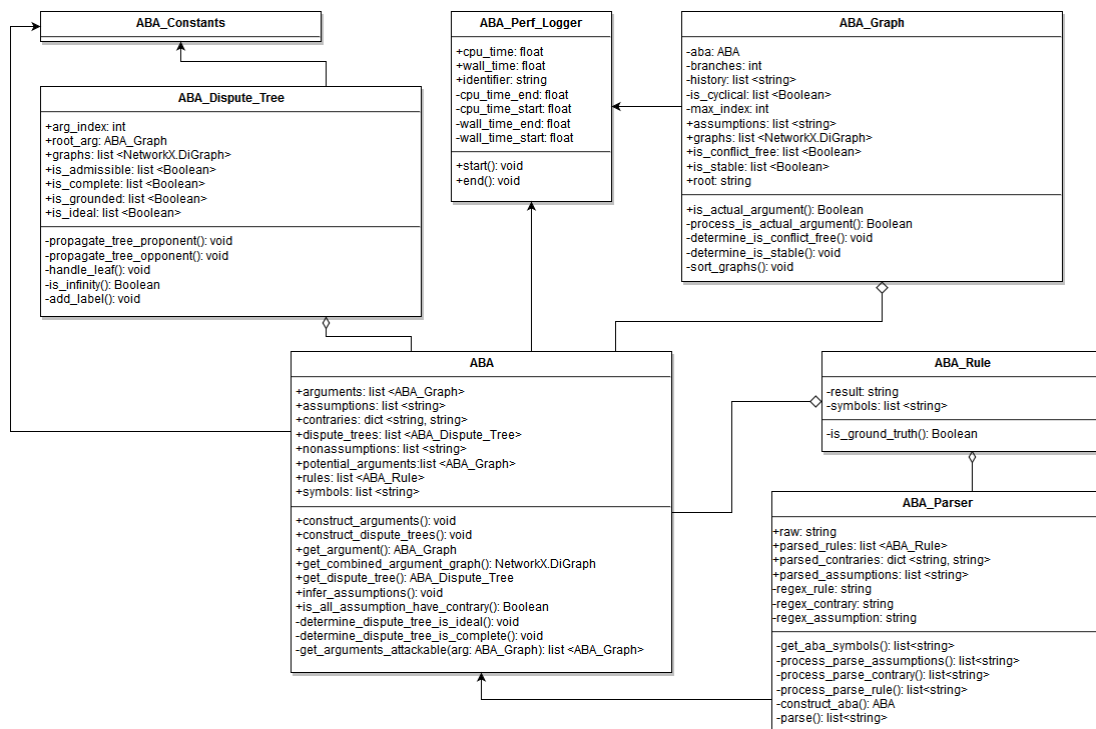 ABA_Constants
ABA_Dispute_Tree
+arg_index: int
+root_arg: ABA_Graph
+graphs: list <NetworkX.DiGraph>
+is_admissible: list <Boolean>
+is_complete: list <Boolean>
+is_grounded: list <Boolean>
+is_ideal: list <Boolean>
-propagate_tree_proponent(): void
-propagate_tree_opponent(): void
-handle_leaf(): void
-is_infinity(): Boolean
-add_label(): void
ABA_Perf_Logger
+cpu_time: float
+wall_time: float
+identifier: string
-cpu_time_end: float
-cpu_time_start: float
-wall_time_end: float
-wall_time_start: float
+start(): void
+end(): void
ABA_Graph
-aba: ABA
-branches: int
-history: list <string>
-is_cyclical: list <Boolean>
-max_index: int
+assumptions: list <string>
+graphs: list <NetworkX.DiGraph>
+is_conflict_free: list <Boolean>
+is_stable: list <Boolean>
+root: string
+is_actual_argument(): Boolean
-process_is_actual_argument(): Boolean
-determine_is_conflict_free(): void
-determine_is_stable(): void
-sort_graphs(): void
ABA
+arguments: list <ABA_Graph>
+assumptions: list <string>
+contraries: dict <string, string>
+dispute_trees: list <ABA_Dispute_Tree>
+nonassumptions: list <string>
+potential_arguments:list <ABA_Graph>
+rules: list <ABA_Rule>
+symbols: list <string>
+construct_arguments(): void
+construct_dispute_trees(): void
+get_argument(): ABA_Graph
+get_combined_argument_graph(): NetworkX.DiGraph
+get_dispute_tree(): ABA_Dispute_Tree
+infer_assumptions(): void
+is_all_assumption_have_contrary(): Boolean
-determine_dispute_tree_is_ideal(): void
-determine_dispute_tree_is_complete(): void
-get_arguments_attackable(arg: ABA_Graph): list <ABA_Graph>
ABA_Rule
-result: string
-symbols: list <string>
-is_ground_truth(): Boolean
ABA_Parser
+raw: string
+parsed_rules: list <ABA_Rule>
+parsed_contraries: dict <string, string>
+parsed_assumptions: list <string>
-regex_rule: string
-regex_contrary: string
-regex_assumption: string
-get_aba_symbols(): list<string>
-process_parse_assumptions(): list<string>
-process_parse_contrary(): list<string>
-process_parse_rule(): list<string>
-construct_aba(): ABA
-parse(): list<string>